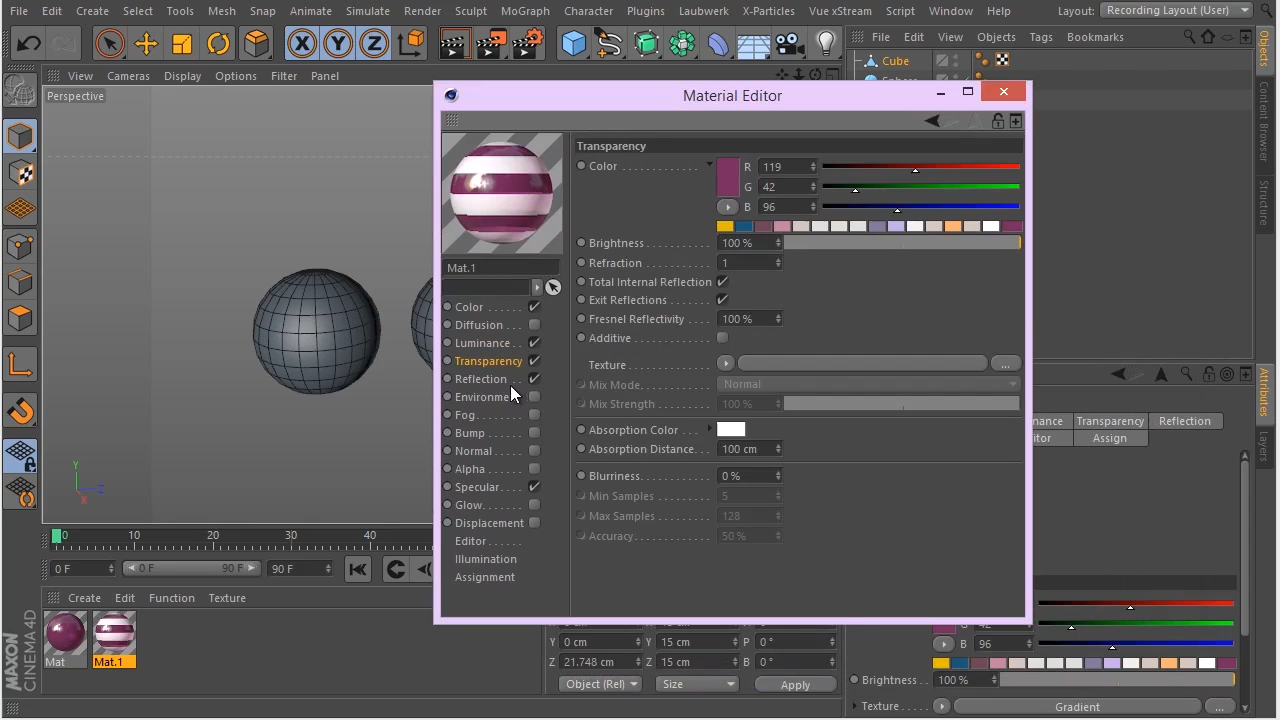 File Edit Create Select Tools Mesh Snap Animate Simulate Render Sculpt MoGraph Character Plugins Laubwerk X-Particles Vue xStream Script Window Help Layout: Recording Layout (User)
X Y Z
File Edit View Objects Tags Bookmarks
View Cameras Display Options Filter Panel
Perspective
Cube
Objects
Content Browser
Structure
Material Editor
Transparency
Color R 119
G 42
B 96
Brightness 100 %
Refraction 1
Total Internal Reflection
Exit Reflections
Fresnel Reflectivity 100 %
Additive
Texture ...
Mix Mode. Normal
Mix Strength 100 %
Absorption Color
Absorption Distance. 100 cm
Blurriness. 0 %
Min Samples 5
Max Samples 128
Accuracy. 50 %
Mat.1
Color
Diffusion
Luminance
Transparency
Reflection
Environme
Fog
Bump
Normal
Alpha
Specular
Glow
Displacement
Editor
Illumination
Assignment
Attributes
Layers
nance Transparency Reflection
itor Assign
Y
Z
X
0 10 20 30 40
0 F 0 F 90 F 90 F
Create Edit Function Texture
Mat Mat.1
MAXON
CINEMA 4D
Y 0 cm Y 15 cm P 0 °
Z 21.748 cm Z 15 cm B 0 °
Object (Rel) Size Apply
B 96
Brightness 100 %
Texture Gradient ...